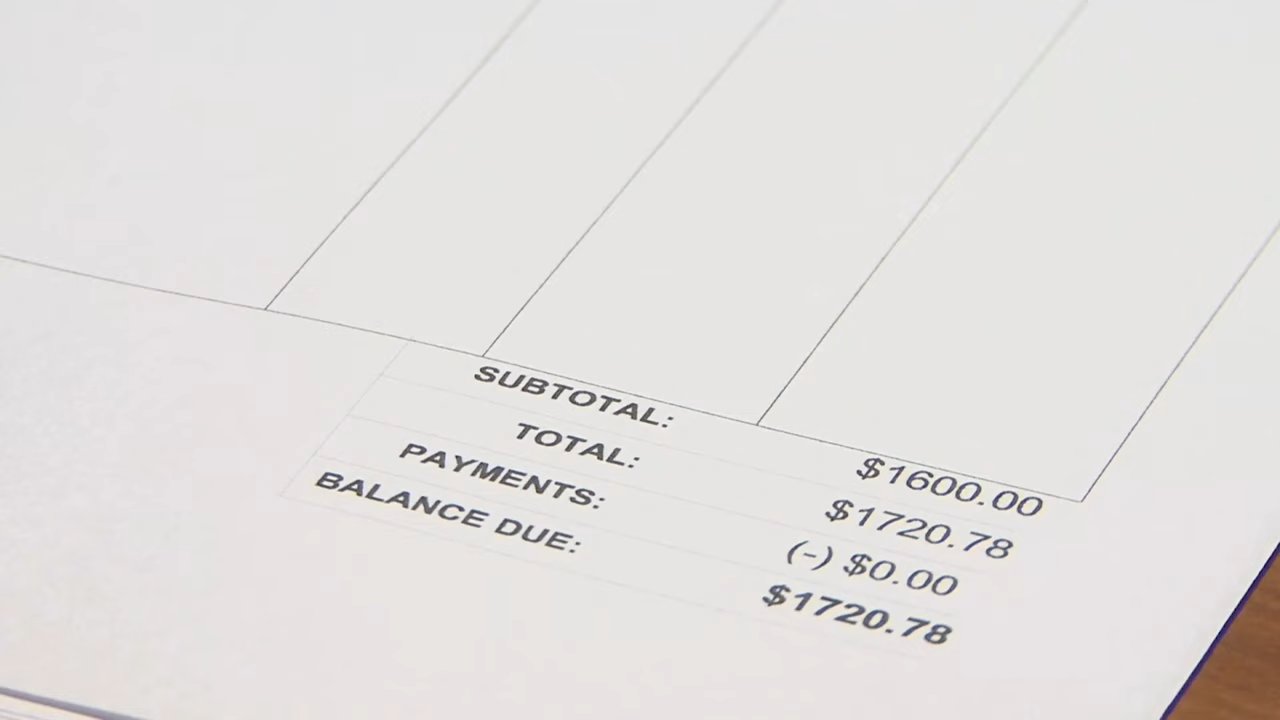 SUBTOTAL: $1600.00
TOTAL: $1720.78
PAYMENTS: (-) $0.00
BALANCE DUE: $1720.78